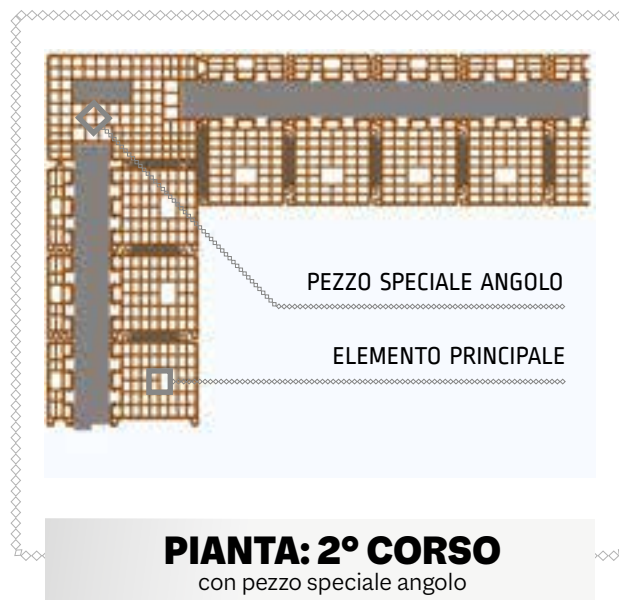 PEZZO SPECIALE ANGOLO
ELEMENTO PRINCIPALE
PIANTA: 2° CORSO
con pezzo speciale angolo